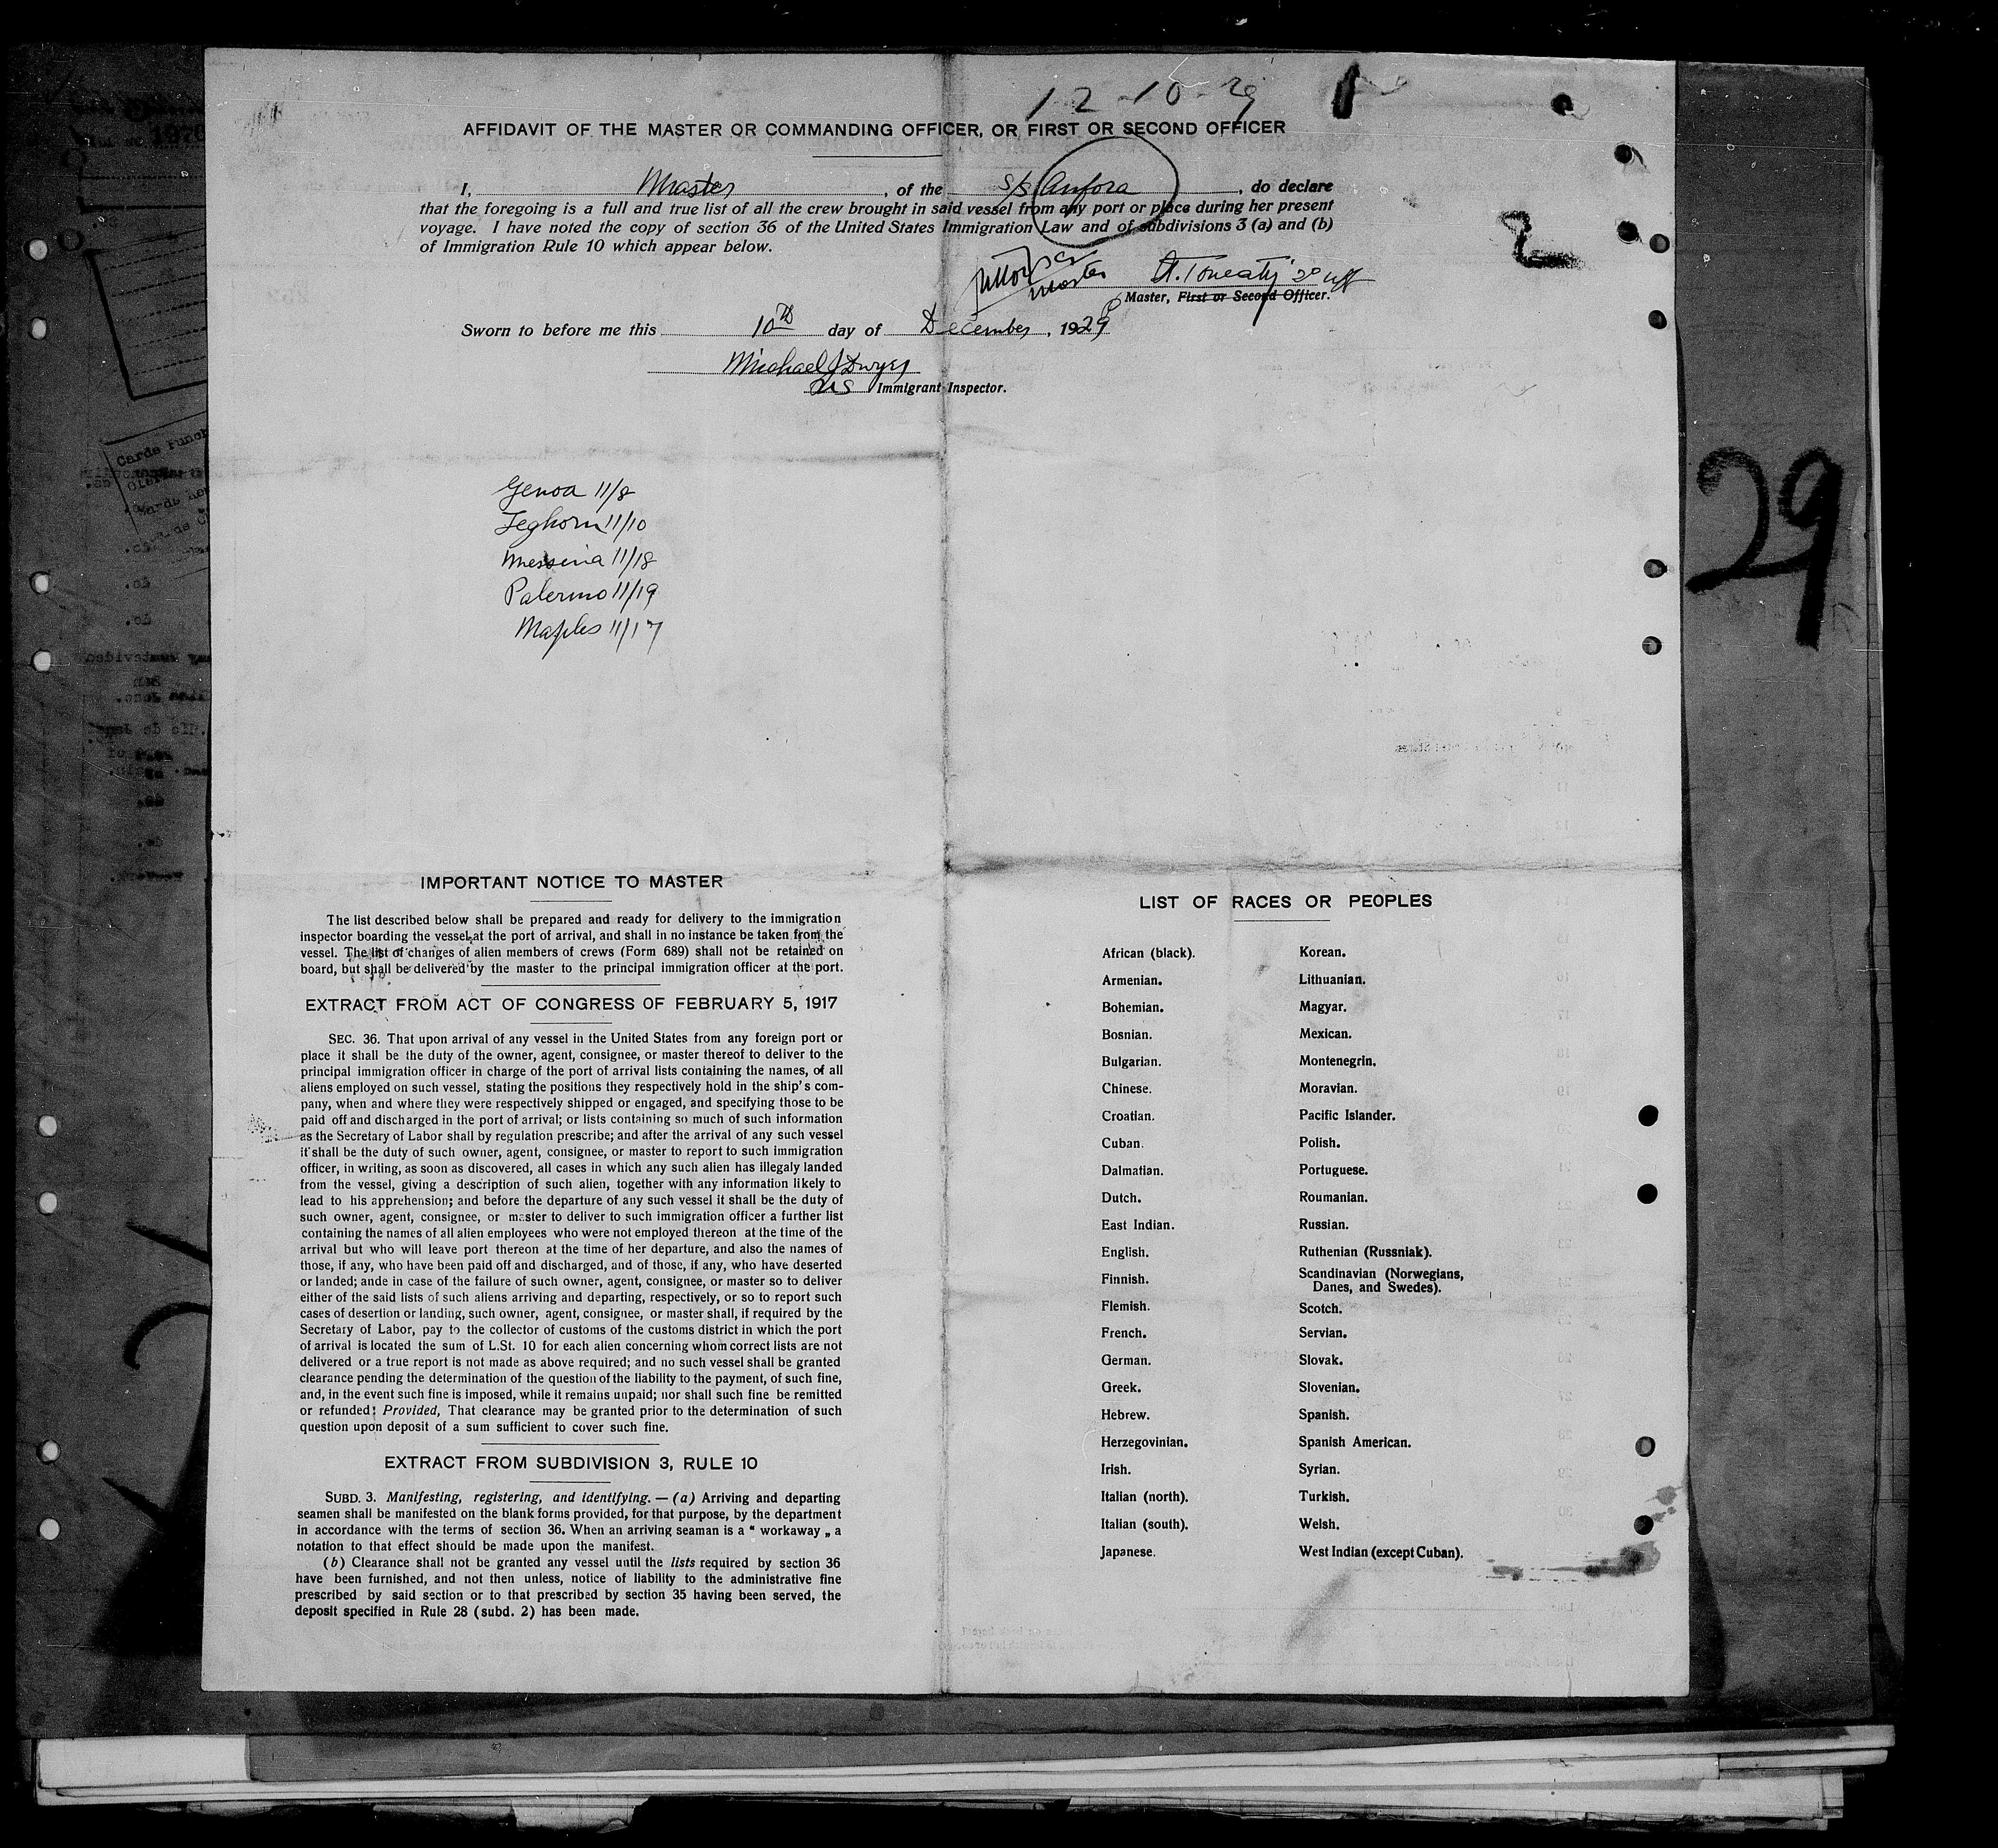 12-10-29
AFFIDAVIT OF THE MASTER OR COMMANDING OFFICER, OR FIRST OR SECOND OFFICER
I, Master, of the S/S Anfora, do declare
that the foregoing is a full and true list of all the crew brought in said vessel from any port or place during her present
voyage. I have noted the copy of section 36 of the United States Immigration Law and of subdivisions 3 (a) and (b)
of Immigration Rule 10 which appear below.
Master
Master, First or Second Officer.
Sworn to before me this 10th day of December, 1929
Michael J Dwyer
US Immigrant Inspector.
29
Genoa 11/8
Leghorn 11/10
Messina 11/18
Palermo 11/19
Naples 11/17
IMPORTANT NOTICE TO MASTER
The list described below shall be prepared and ready for delivery to the immigration
inspector boarding the vessel at the port of arrival, and shall in no instance be taken from the
vessel. The list of changes of alien members of crews (Form 689) shall not be retained on
board, but shall be delivered by the master to the principal immigration officer at the port.
EXTRACT FROM ACT OF CONGRESS OF FEBRUARY 5, 1917
SEC. 36. That upon arrival of any vessel in the United States from any foreign port or
place it shall be the duty of the owner, agent, consignee, or master thereof to deliver to the
principal immigration officer in charge of the port of arrival lists containing the names, of all
aliens employed on such vessel, stating the positions they respectively hold in the ship's com-
pany, when and where they were respectively shipped or engaged, and specifying those to be
paid off and discharged in the port of arrival; or lists containing so much of such information
as the Secretary of Labor shall by regulation prescribe; and after the arrival of any such vessel
it shall be the duty of such owner, agent, consignee, or master to report to such immigration
officer, in writing, as soon as discovered, all cases in which any such alien has illegaly landed
from the vessel, giving a description of such alien, together with any information likely to
lead to his apprehension; and before the departure of any such vessel it shall be the duty of
such owner, agent, consignee, or master to deliver to such immigration officer a further list
containing the names of all alien employees who were not employed thereon at the time of the
arrival but who will leave port thereon at the time of her departure, and also the names of
those, if any, who have been paid off and discharged, and of those, if any, who have deserted
or landed; ande in case of the failure of such owner, agent, consignee, or master so to deliver
either of the said lists of such aliens arriving and departing, respectively, or so to report such
cases of desertion or landing, such owner, agent, consignee, or master shall, if required by the
Secretary of Labor, pay to the collector of customs of the customs district in which the port
of arrival is located the sum of L.St. 10 for each alien concerning whom correct lists are not
delivered or a true report is not made as above required; and no such vessel shall be granted
clearance pending the determination of the question of the liability to the payment, of such fine,
and, in the event such fine is imposed, while it remains unpaid; nor shall such fine be remitted
or refunded: Provided, That clearance may be granted prior to the determination of such
question upon deposit of a sum sufficient to cover such fine.
EXTRACT FROM SUBDIVISION 3, RULE 10
SUBD. 3. Manifesting, registering, and identifying. — (a) Arriving and departing
seamen shall be manifested on the blank forms provided, for that purpose, by the department
in accordance with the terms of section 36. When an arriving seaman is a “ workaway „ a
notation to that effect should be made upon the manifest.
(b) Clearance shall not be granted any vessel until the lists required by section 36
have been furnished, and not then unless, notice of liability to the administrative fine
prescribed by said section or to that prescribed by section 35 having been served, the
deposit specified in Rule 28 (subd. 2) has been made.
LIST OF RACES OR PEOPLES
African (black).
Armenian.
Bohemian.
Bosnian.
Bulgarian.
Chinese.
Croatian.
Cuban.
Dalmatian.
Dutch.
East Indian.
English.
Finnish.
Flemish.
French.
German.
Greek.
Hebrew.
Herzegovinian.
Irish.
Italian (north).
Italian (south).
Japanese.
Korean.
Lithuanian.
Magyar.
Mexican.
Montenegrin.
Moravian.
Pacific Islander.
Polish.
Portuguese.
Roumanian.
Russian.
Ruthenian (Russniak).
Scandinavian (Norwegians,
Danes, and Swedes).
Scotch.
Servian.
Slovak.
Slovenian.
Spanish.
Spanish American.
Syrian.
Turkish.
Welsh.
West Indian (except Cuban).